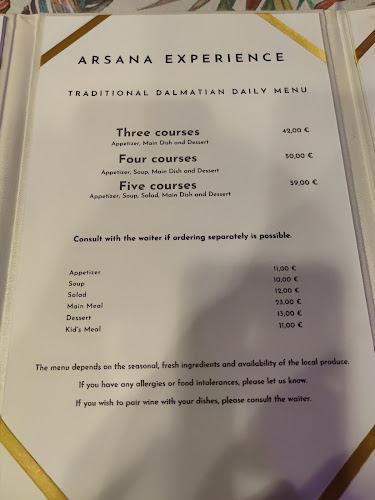 ARSANA EXPERIENCE
TRADITIONAL DALMATIAN DAILY MENU
Three courses 42,00 €
Appetizer, Main Dish and Dessert
Four courses 50,00 €
Appetizer, Soup, Main Dish and Dessert
Five courses 59,00 €
Appetizer, Soup, Salad, Main Dish and Dessert
Consult with the waiter if ordering separately is possible.
Appetizer 11,00 €
Soup 10,00 €
Salad 12,00 €
Main Meal 23,00 €
Dessert 13,00 €
Kid's Meal 11,00 €
The menu depends on the seasonal, fresh ingredients and availability of the local produce.
If you have any allergies or food intolerances, please let us know.
If you wish to pair wine with your dishes, please consult the waiter.